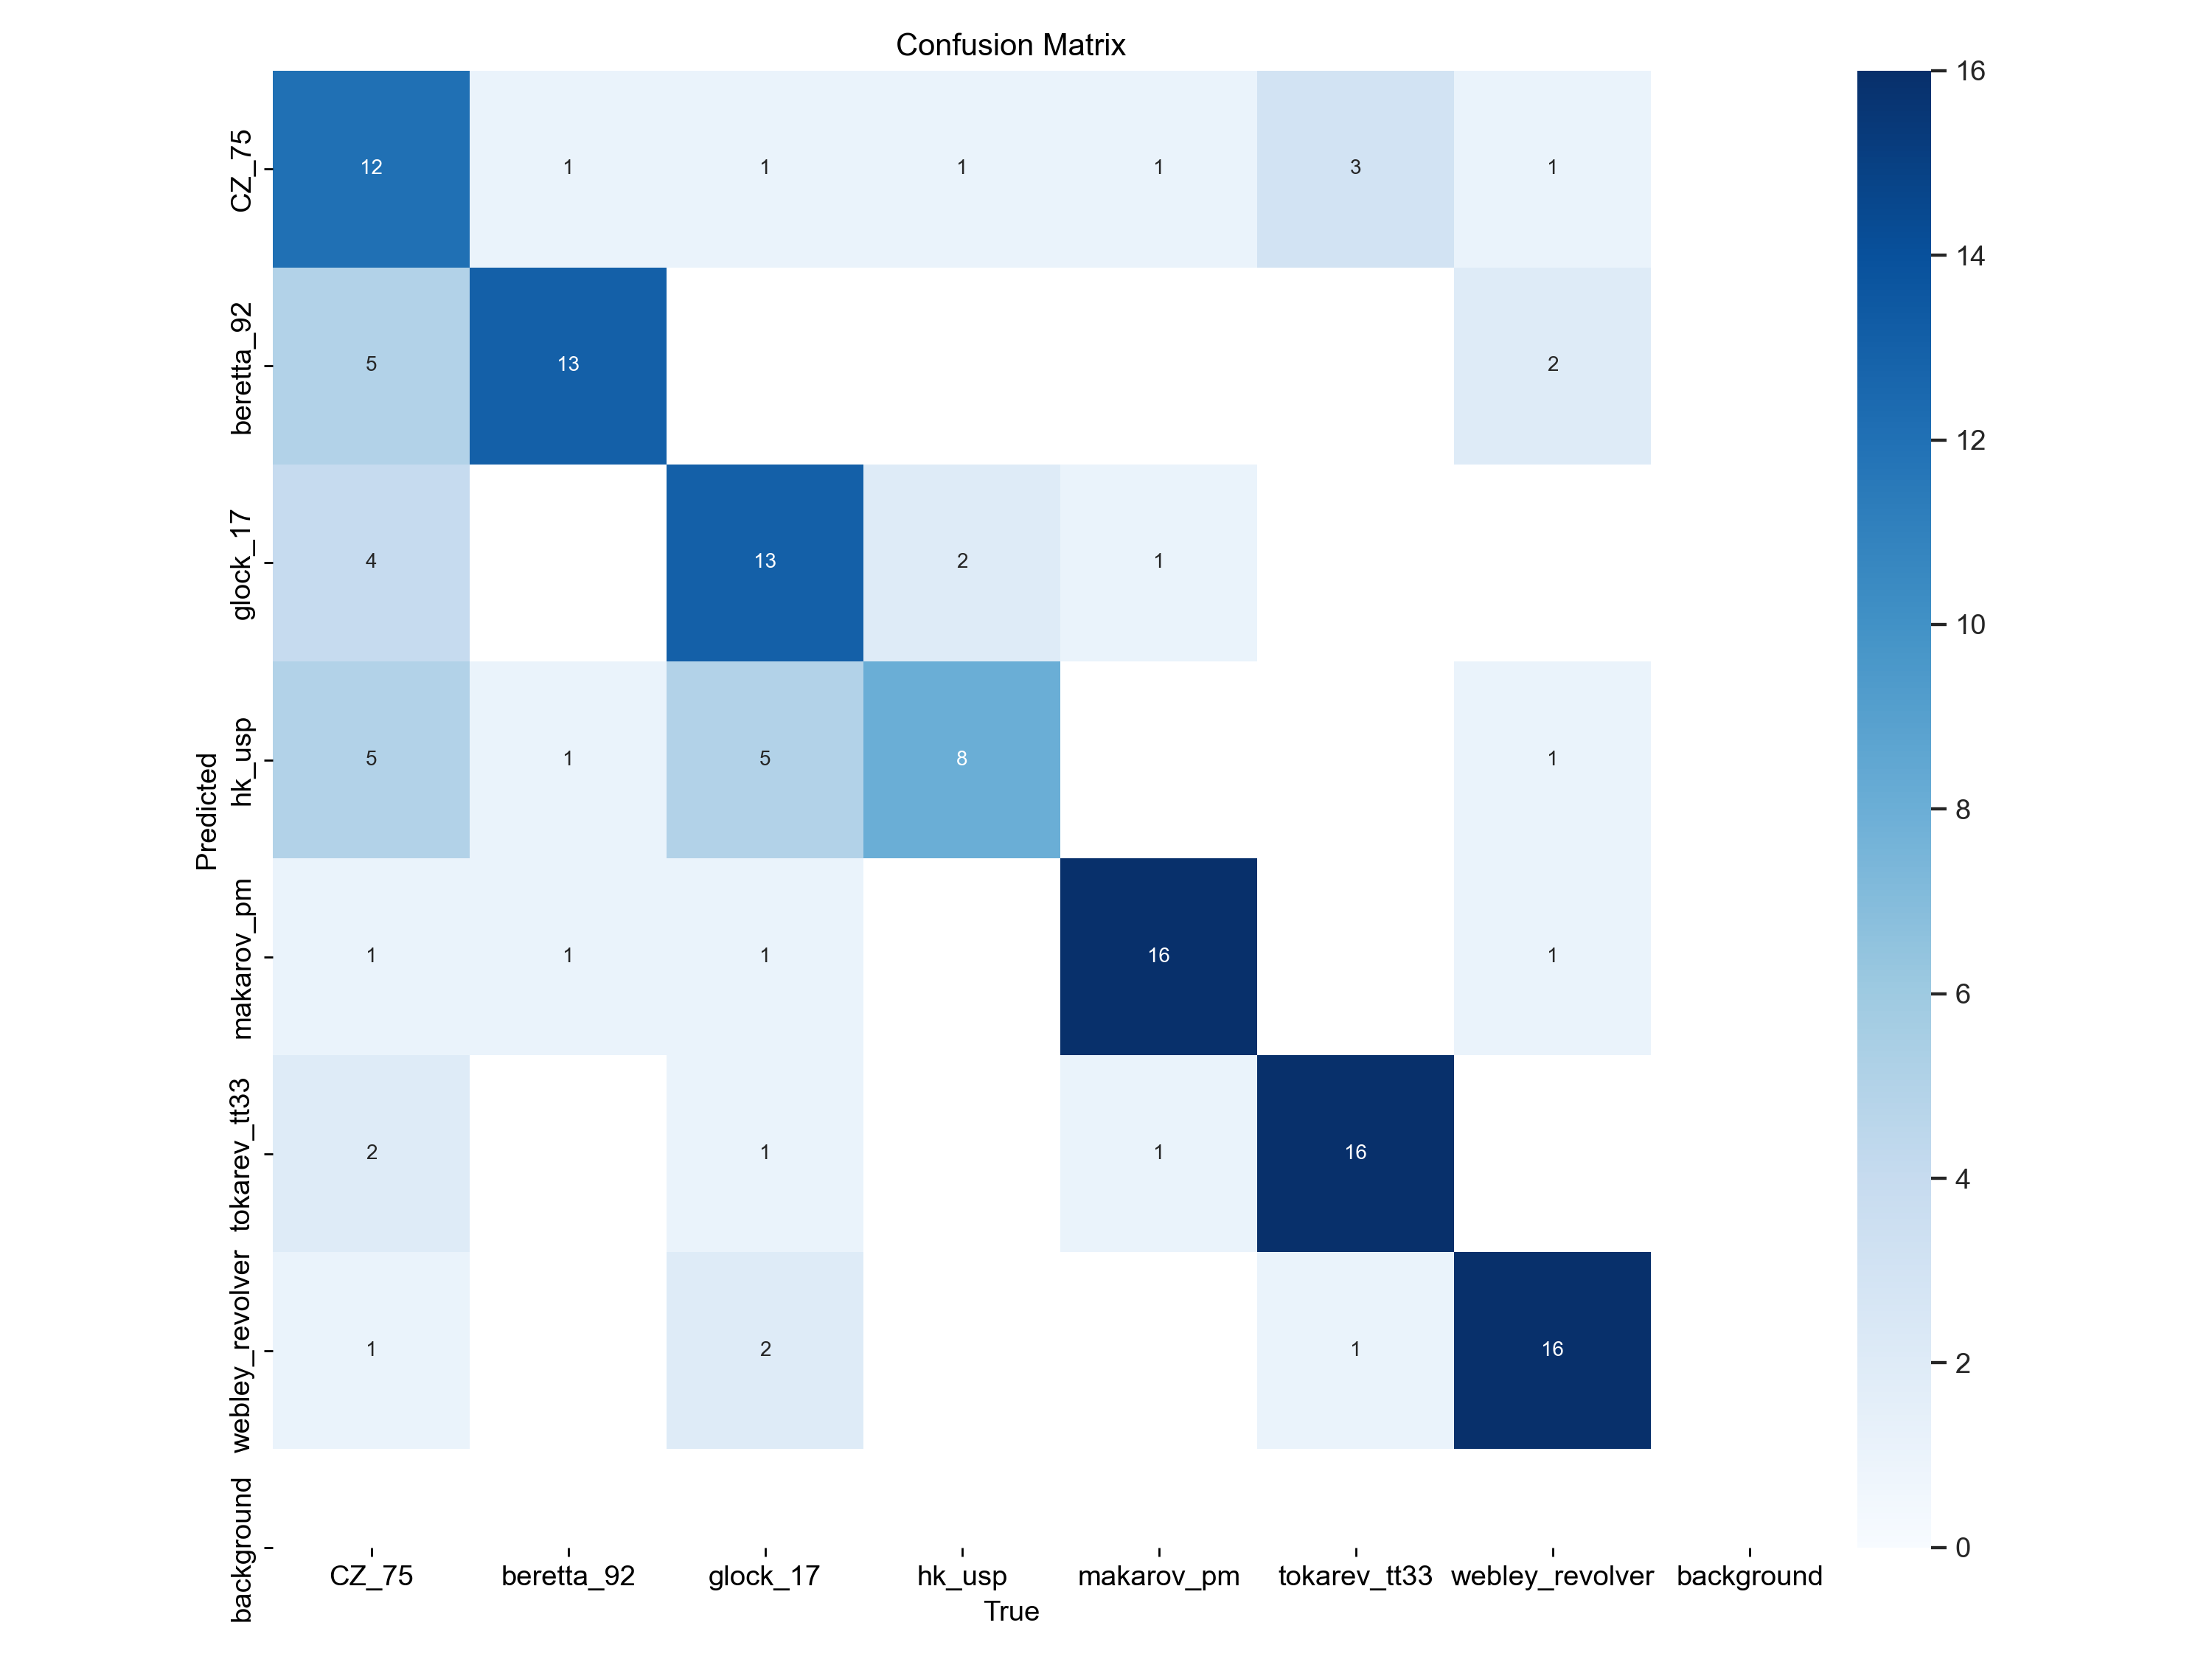 Confusion Matrix
CZ_75 12 1 1 1 1 3 1
beretta_92 5 13 2
glock_17 4 13 2 1
hk_usp 5 1 5 8 1
makarov_pm 1 1 1 16 1
tokarev_tt33 2 1 1 16
webley_revolver 1 2 1 16
background
Predicted
CZ_75 beretta_92 glock_17 hk_usp makarov_pm tokarev_tt33 webley_revolver background
True
16
14
12
10
8
6
4
2
0